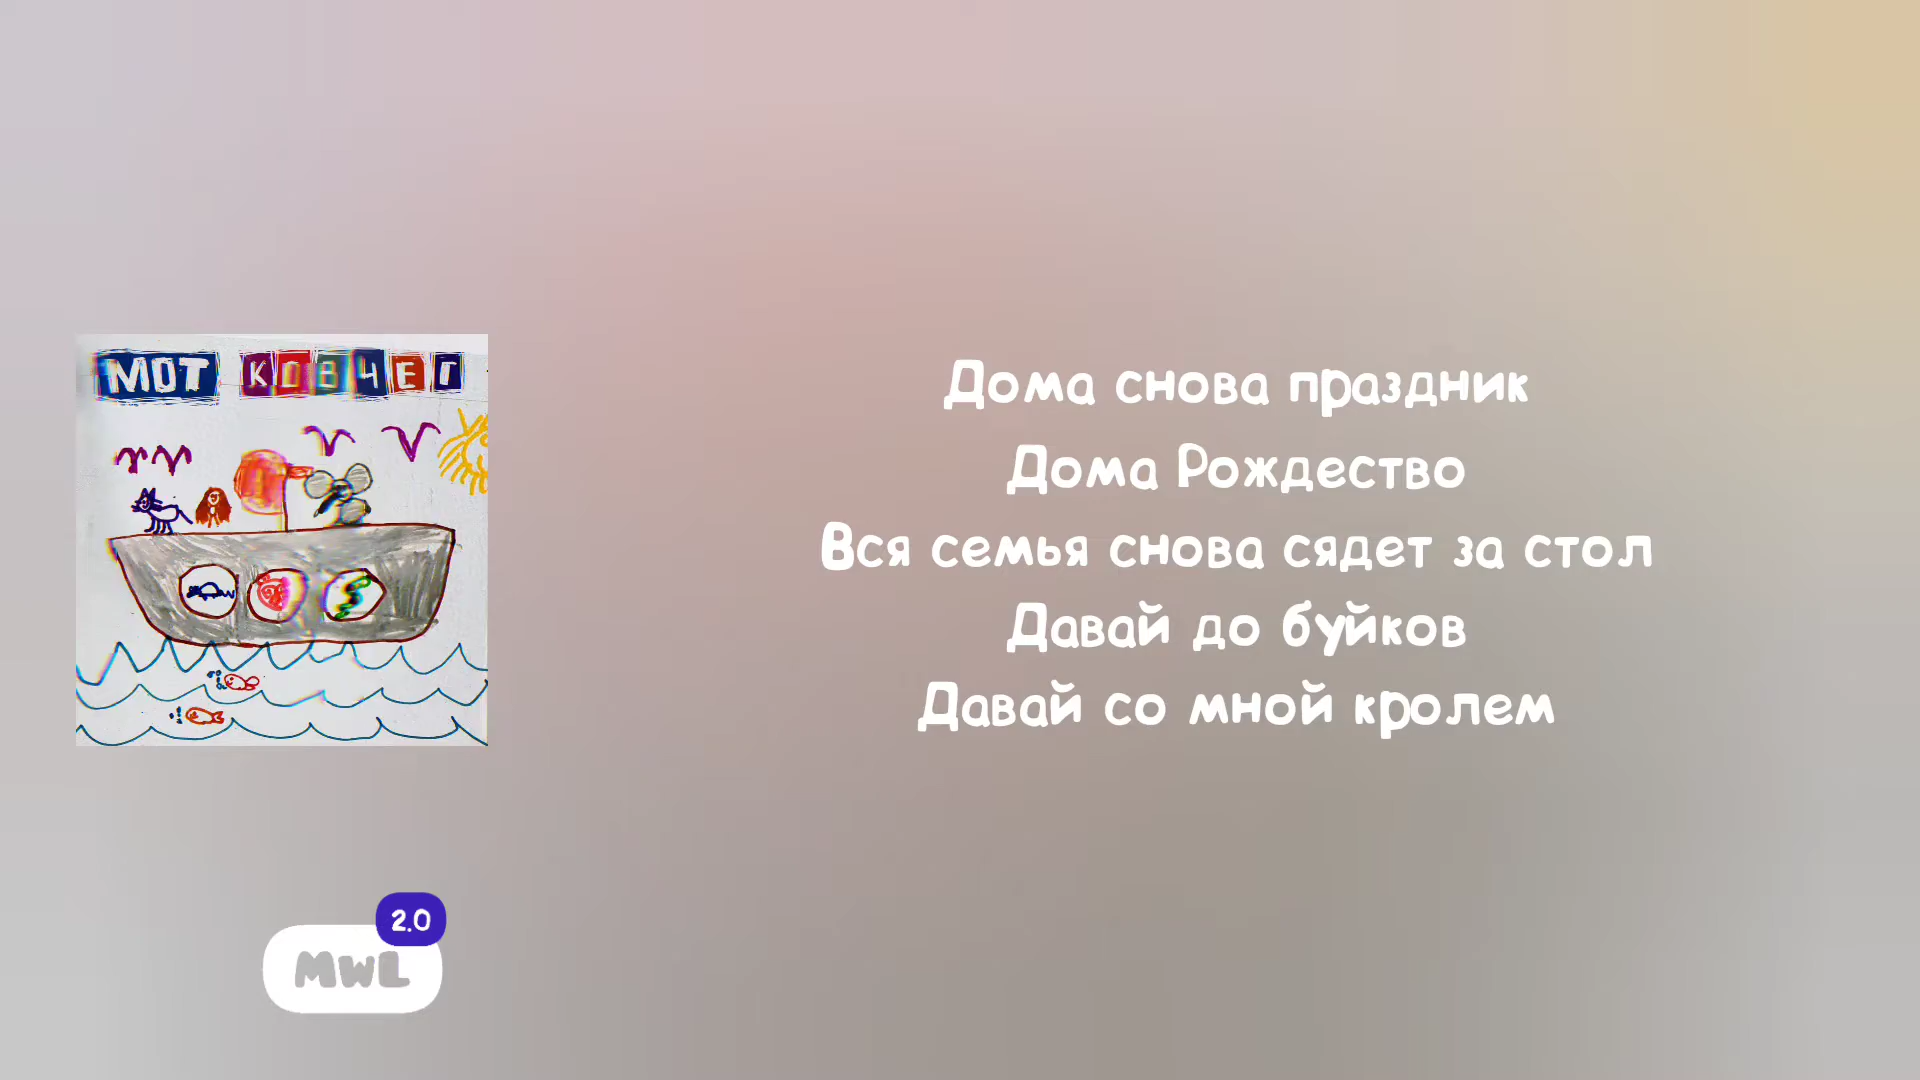 МОТ КОВЧЕГ
Дома снова праздник
Дома Рождество
Вся семья снова сядет за стол
Давай до буйков
Давай со мной кролем
2.0
MWL